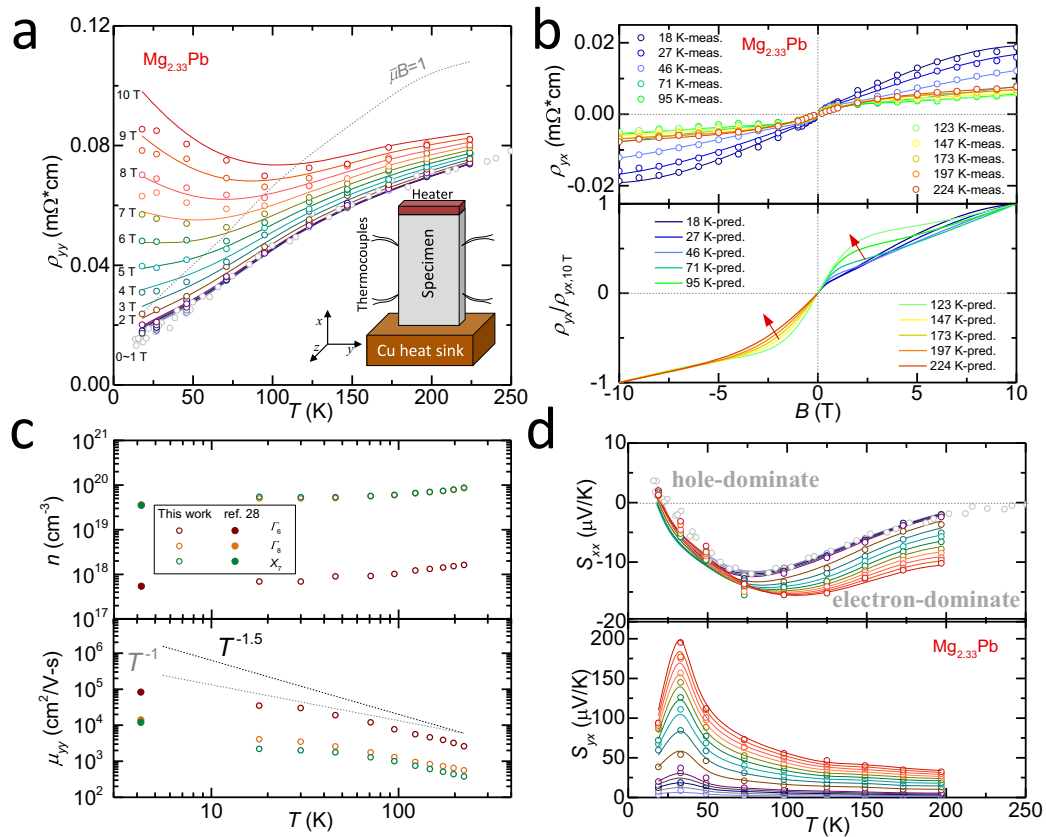 a
0.12
0.08
0.04
0.00
ρyy (mΩ*cm)
Mg2.33Pb
μ̄B=1
10 T
9 T
8 T
7 T
6 T
5 T
4 T
3 T
2 T
0~1 T
Heater
Thermocouples
Specimen
Cu heat sink
x
y
z
0 50 100 150 200 250
T (K)
b
0.02
0.00
-0.02
ρyx (mΩ*cm)
Mg2.33Pb
18 K-meas.
27 K-meas.
46 K-meas.
71 K-meas.
95 K-meas.
123 K-meas.
147 K-meas.
173 K-meas.
197 K-meas.
224 K-meas.
1
0
-1
ρyx/ρyx,10 T
18 K-pred.
27 K-pred.
46 K-pred.
71 K-pred.
95 K-pred.
123 K-pred.
147 K-pred.
173 K-pred.
197 K-pred.
224 K-pred.
-10 -5 0 5 10
B (T)
c
10^21
10^20
10^19
10^18
10^17
n (cm^-3)
This work ref. 28
Γ6
Γ8
X7
10^6
10^5
10^4
10^3
10^2
μyy (cm^2/V-s)
T^-1
T^-1.5
10 100
T (K)
d
10
0
-10
-20
Sxx (μV/K)
hole-dominate
electron-dominate
200
150
100
50
0
Syx (μV/K)
Mg2.33Pb
0 50 100 150 200 250
T (K)